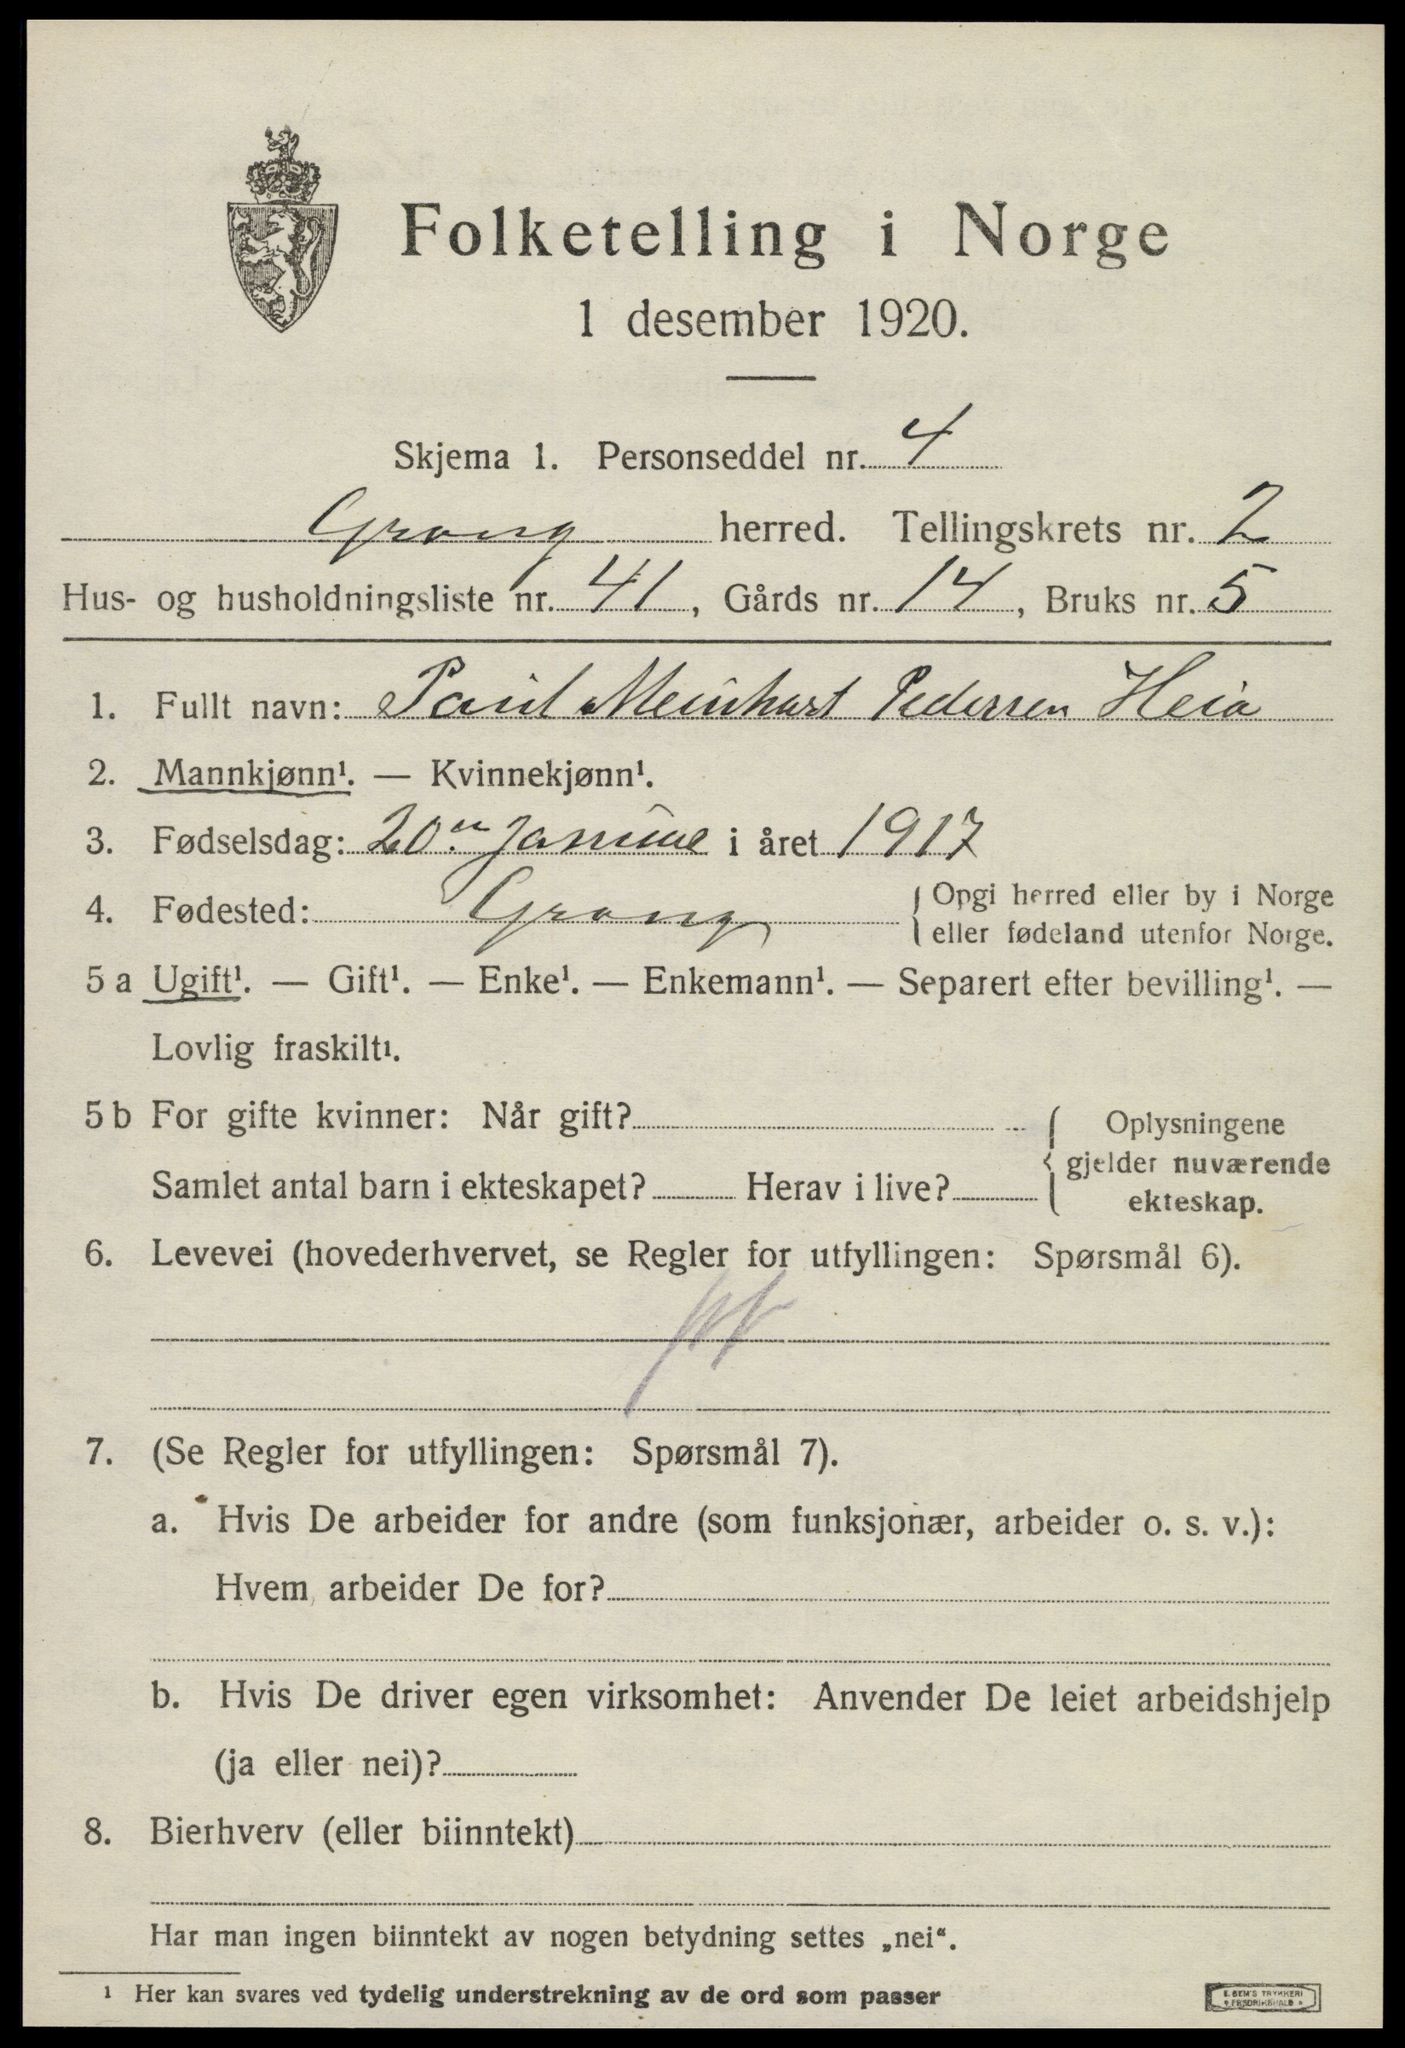 Folketelling i Norge
1 desember 1920.
Skjema 1. Personseddel nr. 4
Grong herred. Tellingskrets nr. 2
Hus- og husholdningsliste nr. 41, Gårds nr. 14, Bruks nr. 5
1. Fullt navn: Paul Meinhart Pedersen Heia
2. Mannkjønn¹. — Kvinnekjønn¹.
3. Fødselsdag: 20en Januar i året 1917
4. Fødested: Grong { Opgi herred eller by i Norge
eller fødeland utenfor Norge.
5 a Ugift¹. — Gift¹. — Enke¹. — Enkemann¹. — Separert efter bevilling¹. —
Lovlig fraskilt¹.
5 b For gifte kvinner: Når gift? { Oplysningene
gjelder nuværende
Samlet antal barn i ekteskapet? Herav i live?
ekteskap.
6. Levevei (hovederhvervet, se Regler for utfyllingen: Spørsmål 6).
7. (Se Regler for utfyllingen: Spørsmål 7).
a. Hvis De arbeider for andre (som funksjonær, arbeider o. s. v.):
Hvem arbeider De for?
b. Hvis De driver egen virksomhet: Anvender De leiet arbeidshjelp
(ja eller nei)?
8. Bierhverv (eller biinntekt)
Har man ingen biinntekt av nogen betydning settes „nei“.
¹ Her kan svares ved tydelig understrekning av de ord som passer
E. SEM'S TRYKKERI
FREDRIKSHALD